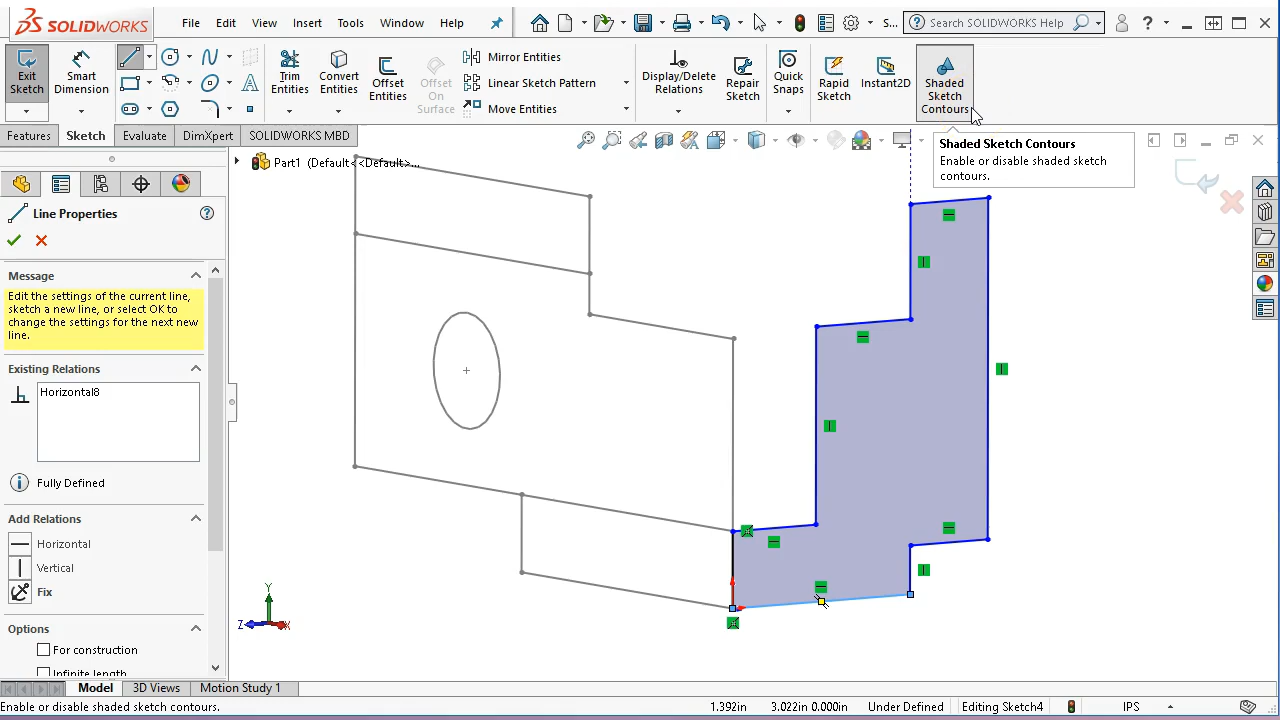 SOLIDWORKS
File Edit View Insert Tools Window Help
S...
Search SOLIDWORKS Help
Exit Sketch
Smart Dimension
Trim Entities
Convert Entities
Offset Entities
Offset On Surface
Mirror Entities
Linear Sketch Pattern
Move Entities
Display/Delete Relations
Repair Sketch
Quick Snaps
Rapid Sketch
Instant2D
Shaded Sketch Contours
Features Sketch Evaluate DimXpert SOLIDWORKS MBD
Shaded Sketch Contours
Enable or disable shaded sketch
contours.
Part1 (Default<<Default>...
Line Properties
Message
Edit the settings of the current line,
sketch a new line, or select OK to
change the settings for the next new
line.
Existing Relations
Horizontal8
Fully Defined
Add Relations
Horizontal
Vertical
Fix
Options
For construction
Infinite length
Y
Z X
Model 3D Views Motion Study 1
Enable or disable shaded sketch contours.
1.392in 3.022in 0.000in Under Defined Editing Sketch4 IPS